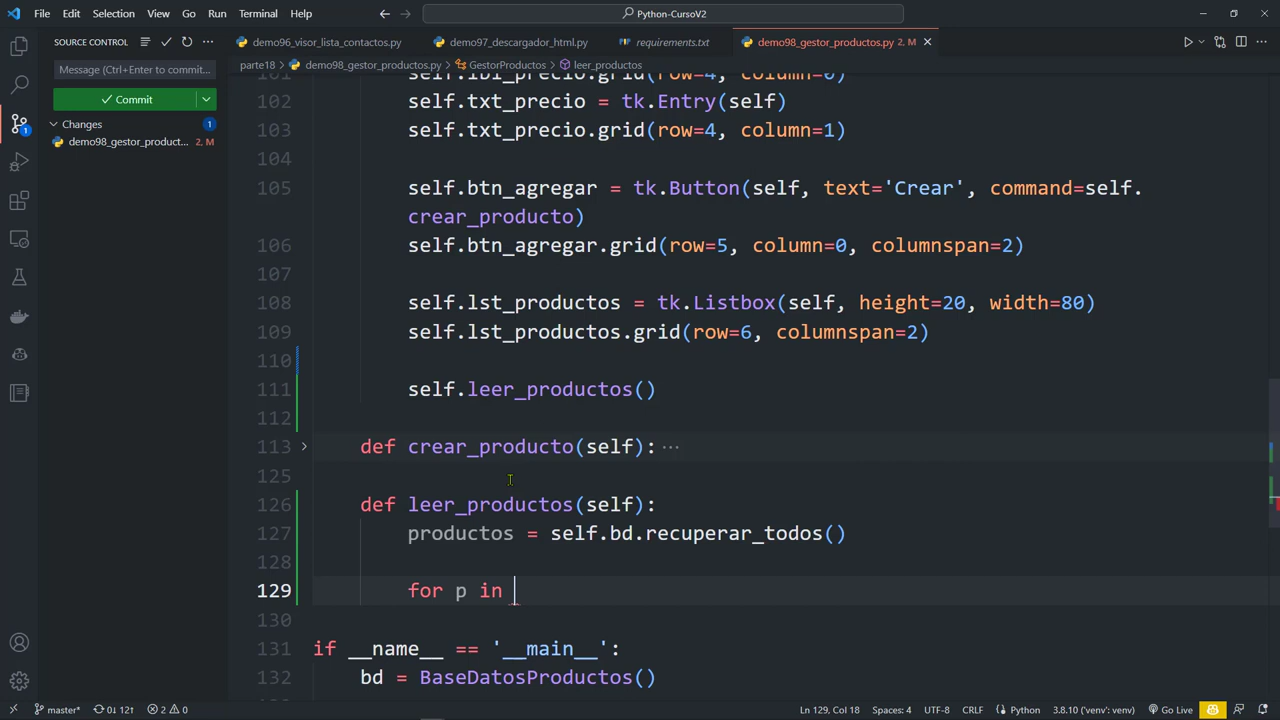 File Edit Selection View Go Run Terminal Help
Python-CursoV2
SOURCE CONTROL
demo96_visor_lista_contactos.py demo97_descargador_html.py requirements.txt demo98_gestor_productos.py 2, M
Message (Ctrl+Enter to commit...
parte18 > demo98_gestor_productos.py > GestorProductos > leer_productos
Commit
Changes 1
demo98_gestor_product... 2, M
101 self.lbl_precio.grid(row=4, column=0)
102 self.txt_precio = tk.Entry(self)
103 self.txt_precio.grid(row=4, column=1)
104
105 self.btn_agregar = tk.Button(self, text='Crear', command=self.
crear_producto)
106 self.btn_agregar.grid(row=5, column=0, columnspan=2)
107
108 self.lst_productos = tk.Listbox(self, height=20, width=80)
109 self.lst_productos.grid(row=6, columnspan=2)
110
111 self.leer_productos()
112
113 def crear_producto(self): ...
125
126 def leer_productos(self):
127 productos = self.bd.recuperar_todos()
128
129 for p in
130
131 if __name__ == '__main__':
132 bd = BaseDatosProductos()
master* 0↓ 12↑ 2 0 Ln 129, Col 18 Spaces: 4 UTF-8 CRLF Python 3.8.10 ('venv': venv) Go Live